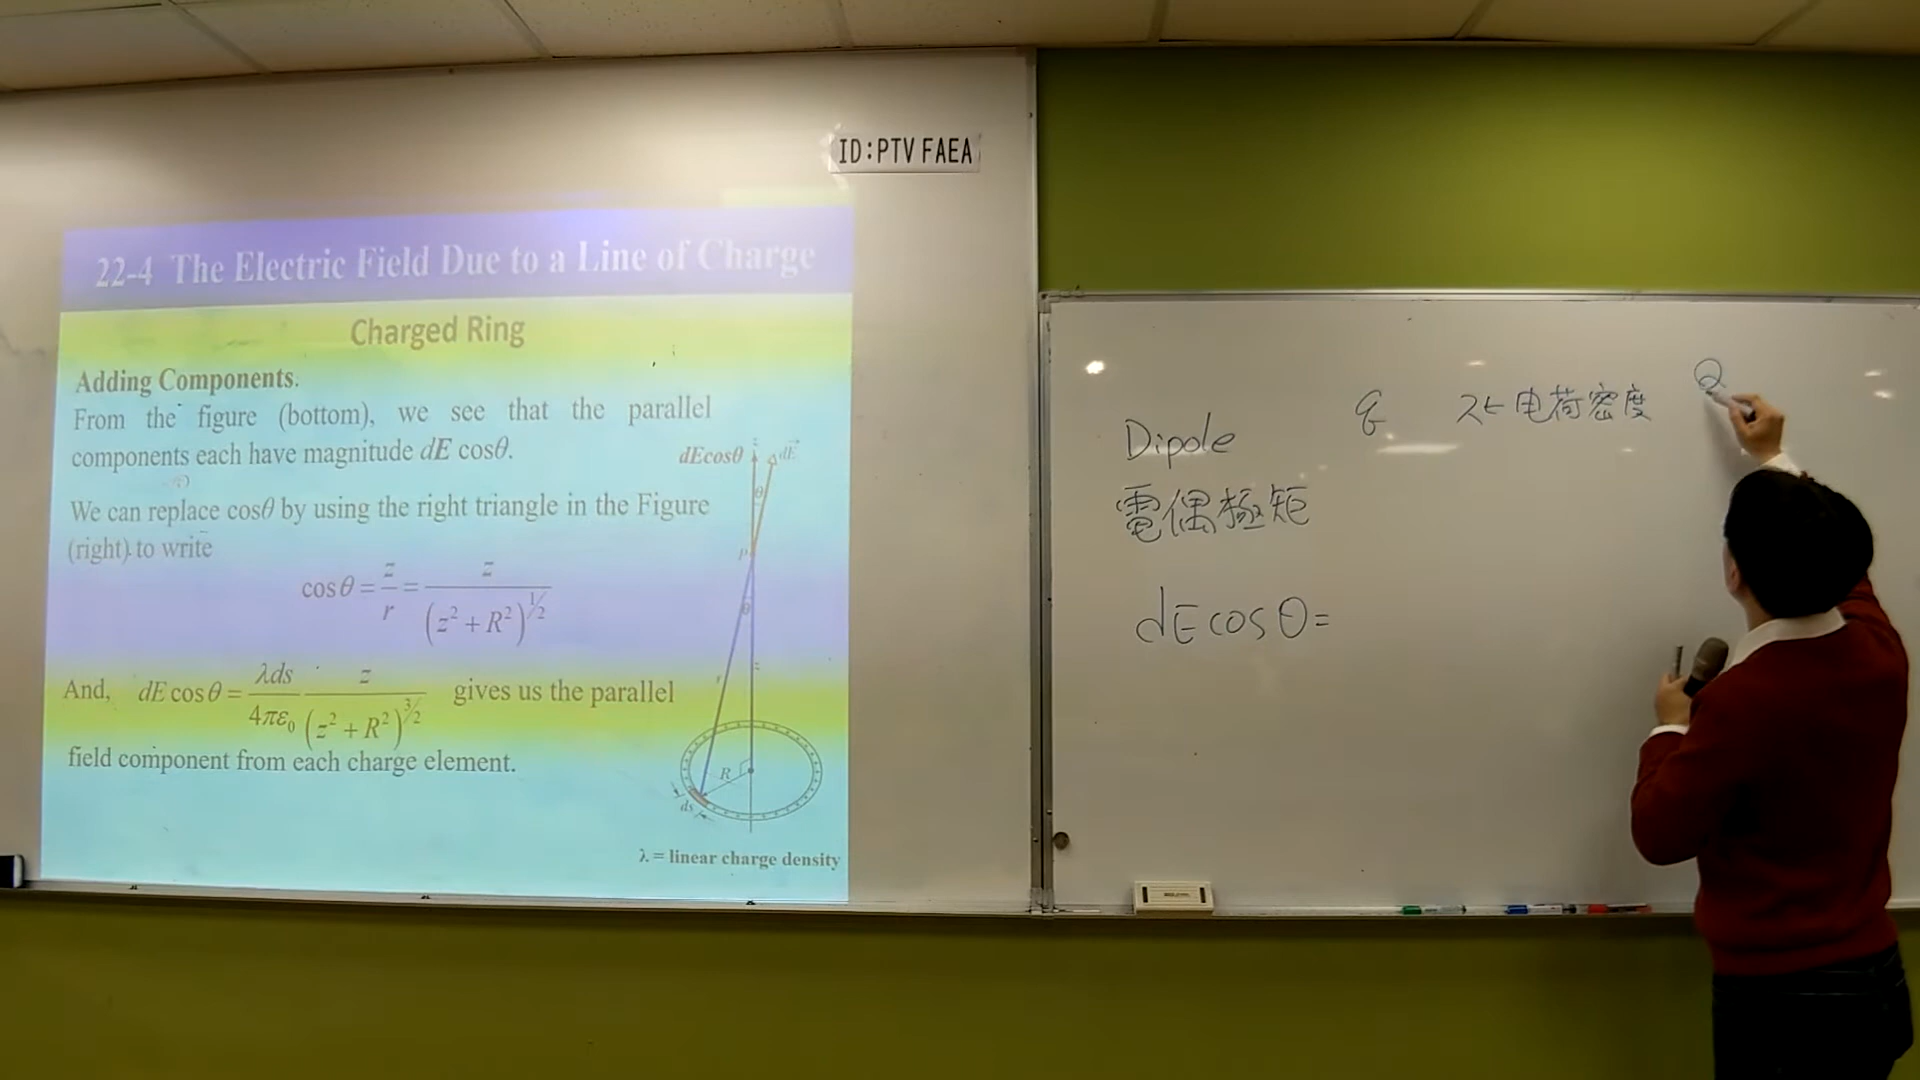 ID:PTV FAEA
22-4 The Electric Field Due to a Line of Charge
Charged Ring
Adding Components.
From the figure (bottom), we see that the parallel
components each have magnitude dE cosθ.
We can replace cosθ by using the right triangle in the Figure
(right) to write
cosθ = z/r = z/(z² + R²)^½
And, dE cosθ = λds/4πε₀ z/(z² + R²)^3/2 gives us the parallel
field component from each charge element.
dEcosθ
dE
θ
P
θ
z
r
R
ds
λ = linear charge density
Dipole
電偶極矩
dE cos θ =
电荷密度
Q